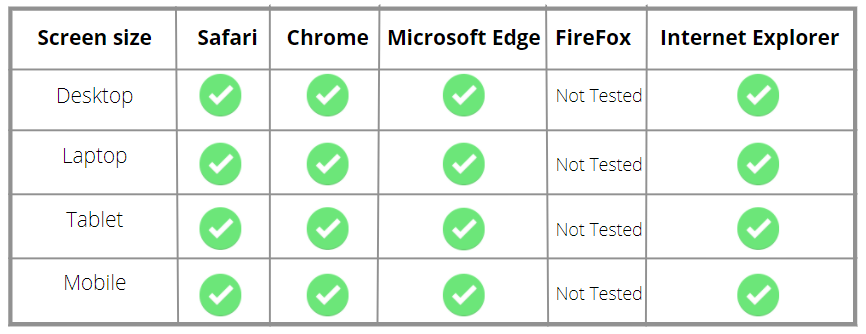 Screen size Safari Chrome Microsoft Edge FireFox Internet Explorer
Desktop Not Tested
Laptop Not Tested
Tablet Not Tested
Mobile Not Tested